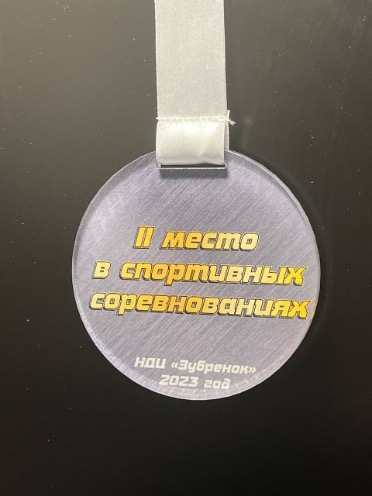 II место
в спортивных
соревнованиях
НДЦ «Зубренок»
2023 год